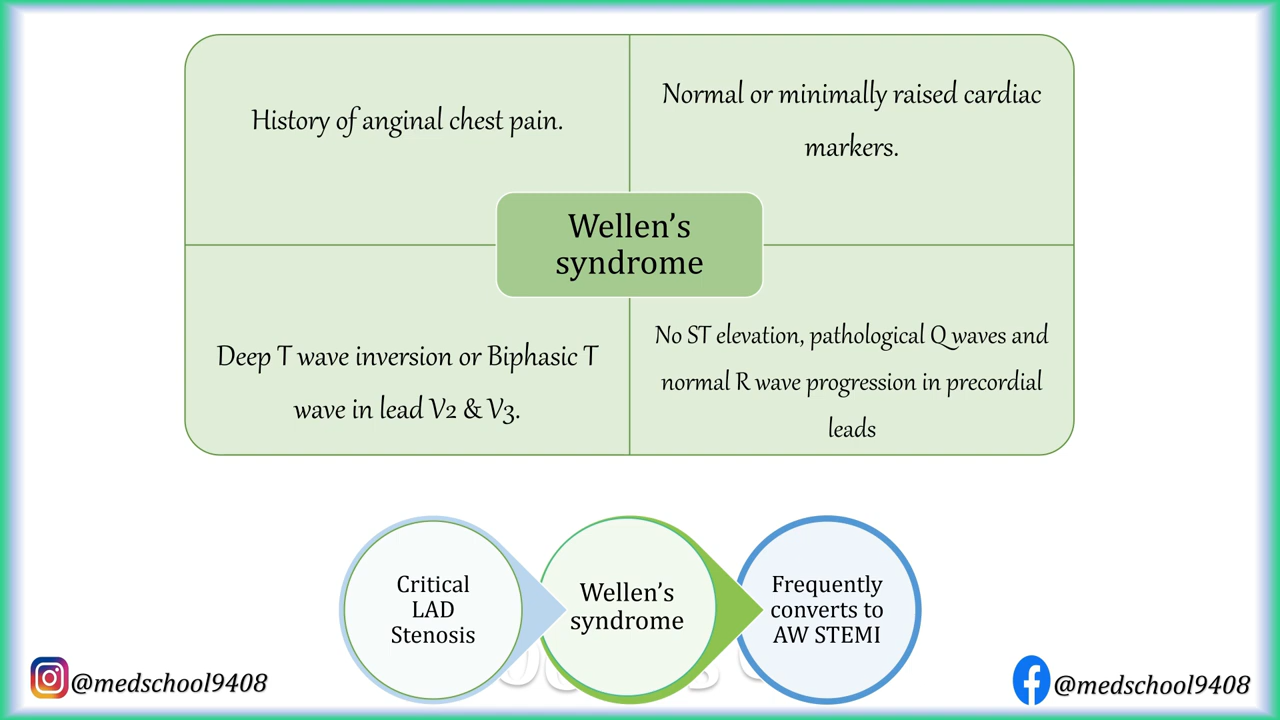 History of anginal chest pain.
Normal or minimally raised cardiac
markers.
Wellen's
syndrome
Deep T wave inversion or Biphasic T
wave in lead V2 & V3.
No ST elevation, pathological Q waves and
normal R wave progression in precordial
leads
Critical
LAD
Stenosis
Wellen's
syndrome
Frequently
converts to
AW STEMI
@medschool9408
@medschool9408